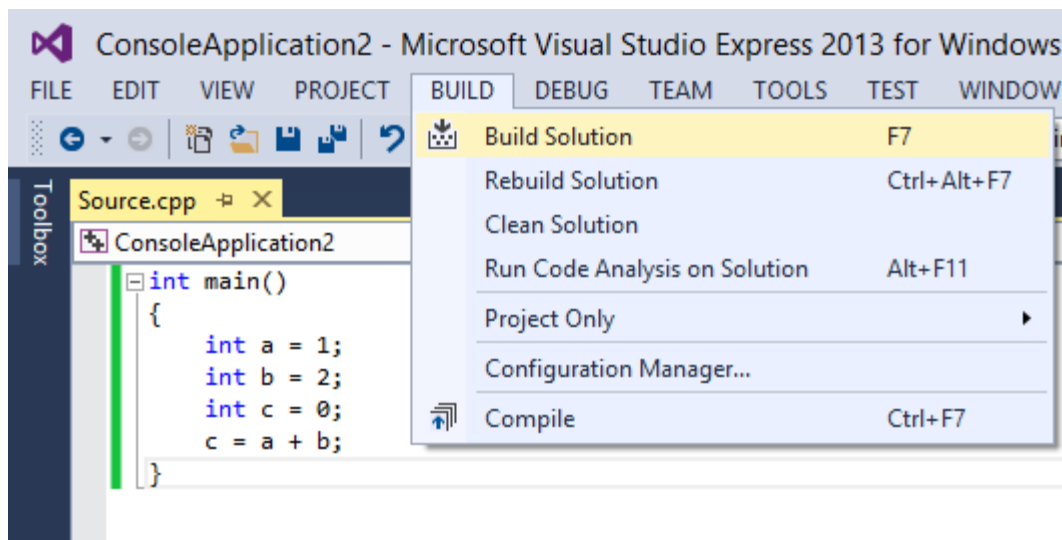 ConsoleApplication2 - Microsoft Visual Studio Express 2013 for Windows
FILE EDIT VIEW PROJECT BUILD DEBUG TEAM TOOLS TEST WINDOW
Build Solution F7
Rebuild Solution Ctrl+Alt+F7
Clean Solution
Run Code Analysis on Solution Alt+F11
Project Only
Configuration Manager...
Compile Ctrl+F7
Toolbox
Source.cpp
ConsoleApplication2
int main()
{
int a = 1;
int b = 2;
int c = 0;
c = a + b;
}